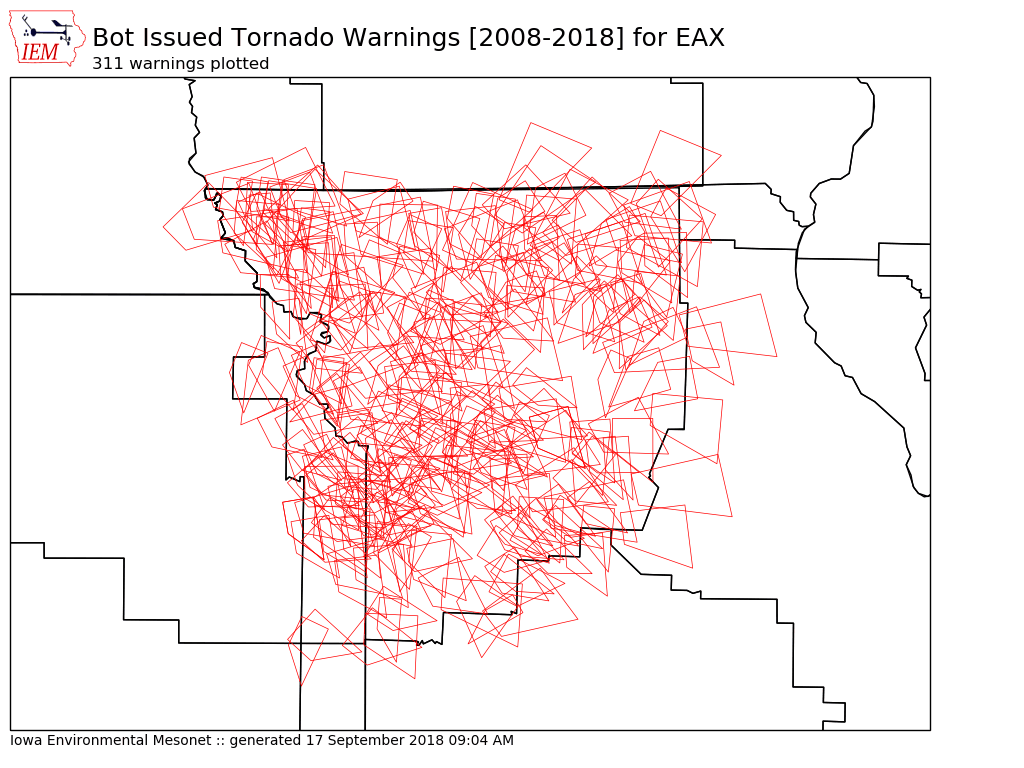 IEM
Bot Issued Tornado Warnings [2008-2018] for EAX
311 warnings plotted
Iowa Environmental Mesonet :: generated 17 September 2018 09:04 AM